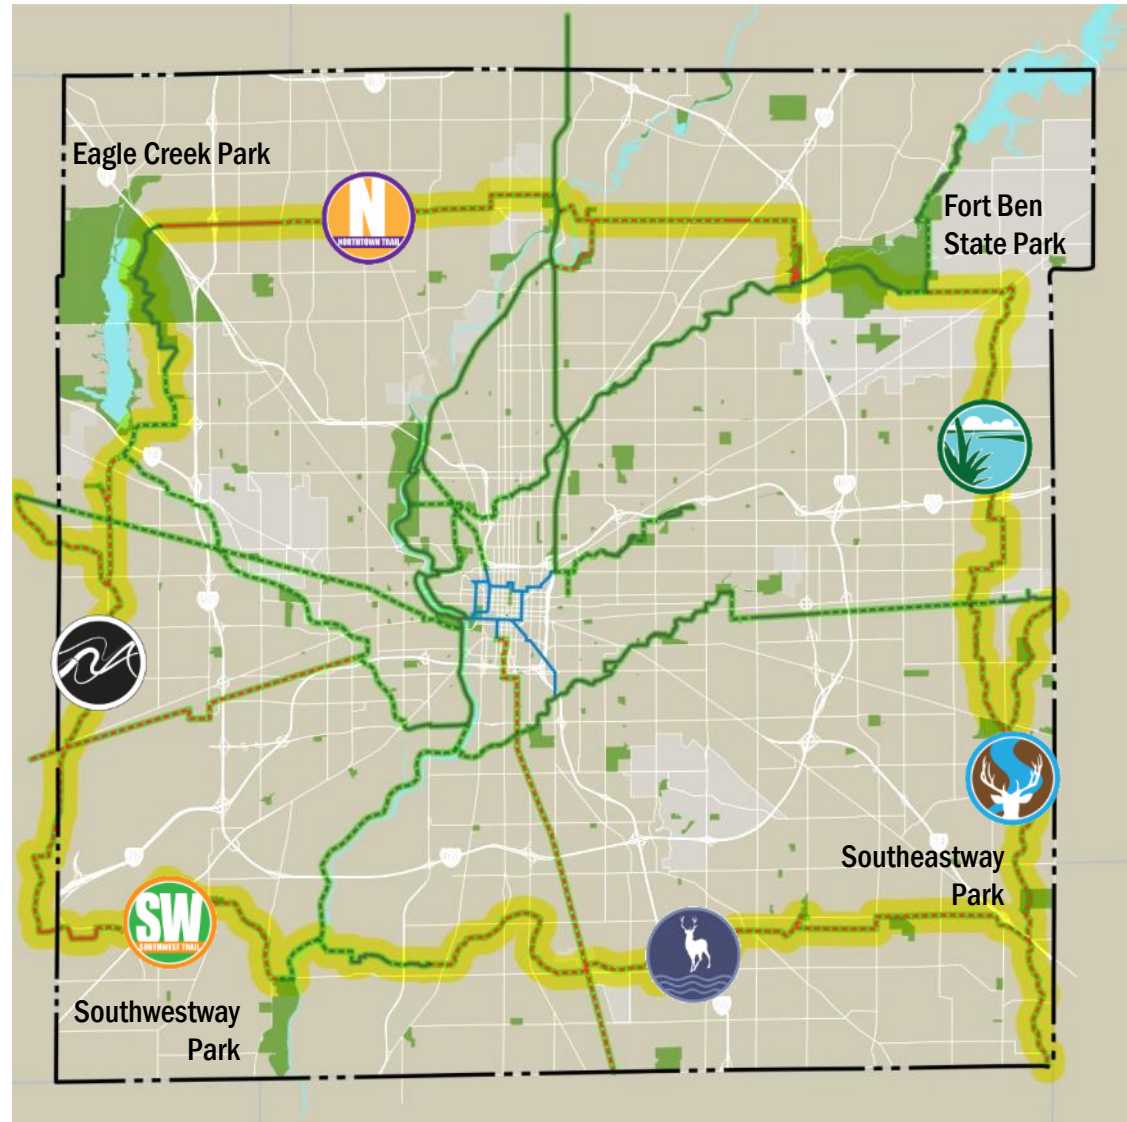 Eagle Creek Park
N
NORTHTOWN TRAIL
Fort Ben
State Park
Southeastway
Park
SW
SOUTHWEST TRAIL
Southwestway
Park